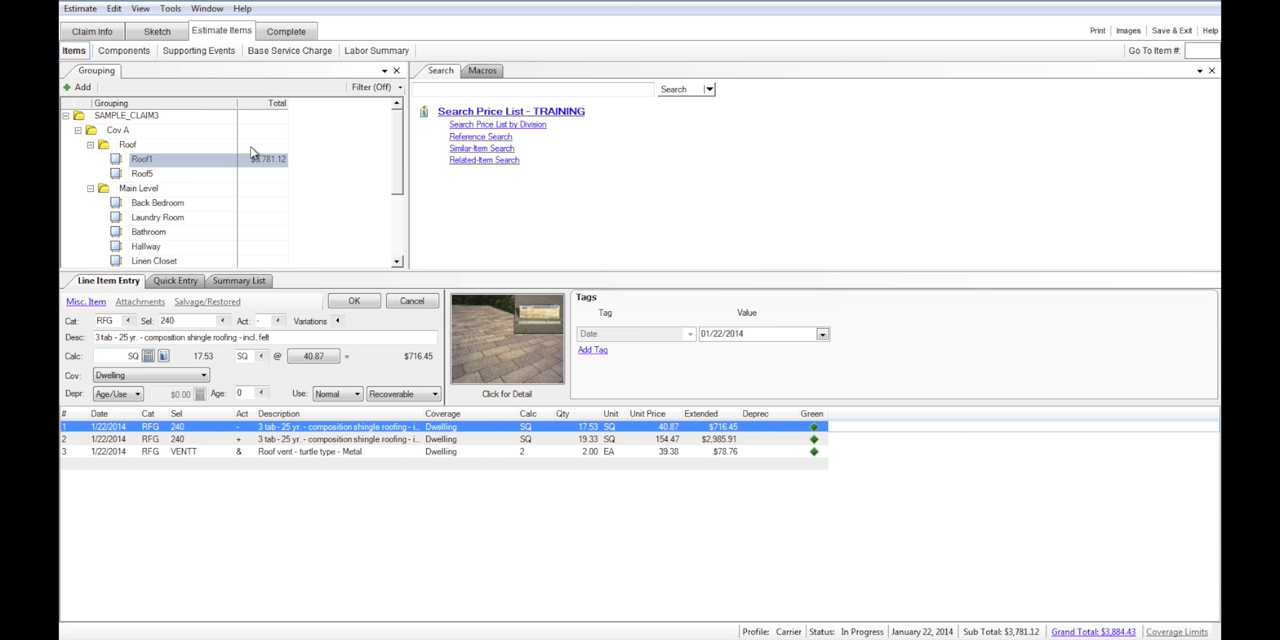 Estimate Edit View Tools Window Help
Claim Info Sketch Estimate Items Complete Print Images Save & Exit Help
Items Components Supporting Events Base Service Charge Labor Summary Go To Item #:
Grouping Search Macros
Add Filter (Off) Search
Grouping Total
SAMPLE_CLAIM3 Search Price List - TRAINING
Search Price List by Division
Cov A
Reference Search
Roof
Similar-Item Search
Roof1 $3,781.12 Related-Item Search
Roof5
Main Level
Back Bedroom
Laundry Room
Bathroom
Hallway
Linen Closet
Line Item Entry Quick Entry Summary List
Misc. Item Attachments Salvage/Restored OK Cancel Tags
Tag Value
Cat: RFG Sel: 240 Act: - Variations
Date 01/22/2014
Desc: 3 tab - 25 yr. - composition shingle roofing - incl. felt
Add Tag
Calc: SQ 17.53 SQ @ 40.87 = $716.45
Cov: Dwelling
Depr: Age/Use $0.00 Age: 0 Use: Normal Recoverable Click for Detail
# Date Cat Sel Act Description Coverage Calc Qty Unit Unit Price Extended Deprec Green
1 1/22/2014 RFG 240 - 3 tab - 25 yr. - composition shingle roofing - i... Dwelling SQ 17.53 SQ 40.87 $716.45
2 1/22/2014 RFG 240 + 3 tab - 25 yr. - composition shingle roofing - i... Dwelling SQ 19.33 SQ 154.47 $2,985.91
3 1/22/2014 RFG VENTT & Roof vent - turtle type - Metal Dwelling 2 2.00 EA 39.38 $78.76
Profile: Carrier Status: In Progress January 22, 2014 Sub Total: $3,781.12 Grand Total: $3,884.43 Coverage Limits